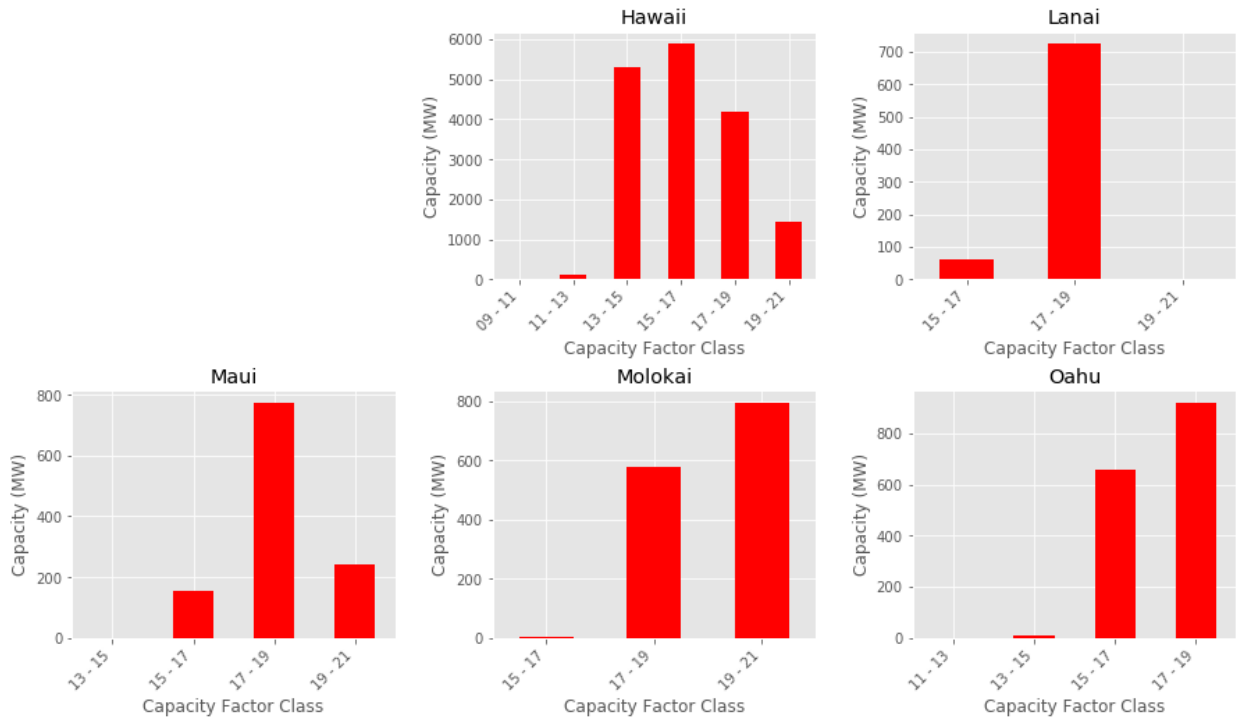 Hawaii
Capacity (MW)
6000
5000
4000
3000
2000
1000
0
09 - 11
11 - 13
13 - 15
15 - 17
17 - 19
19 - 21
Capacity Factor Class
Lanai
Capacity (MW)
700
600
500
400
300
200
100
0
15 - 17
17 - 19
19 - 21
Capacity Factor Class
Maui
Capacity (MW)
800
600
400
200
0
13 - 15
15 - 17
17 - 19
19 - 21
Capacity Factor Class
Molokai
Capacity (MW)
800
600
400
200
0
15 - 17
17 - 19
19 - 21
Capacity Factor Class
Oahu
Capacity (MW)
800
600
400
200
0
11 - 13
13 - 15
15 - 17
17 - 19
Capacity Factor Class